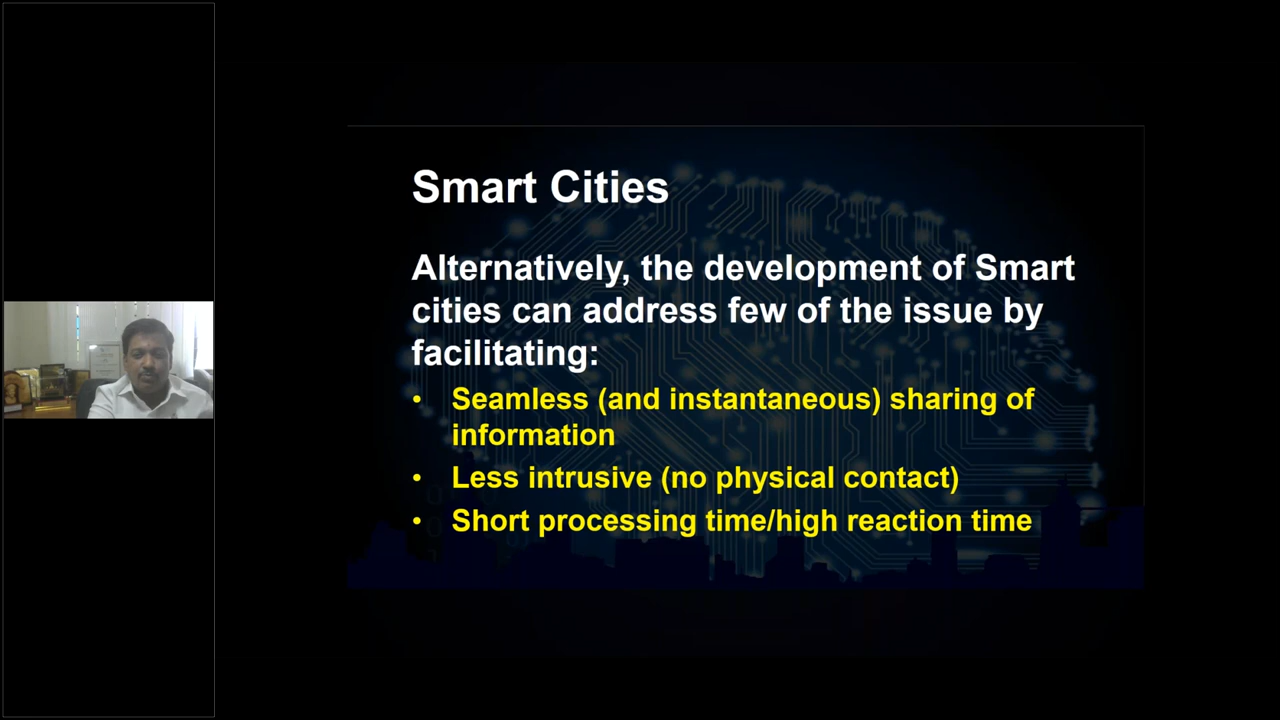 Smart Cities
Alternatively, the development of Smart
cities can address few of the issue by
facilitating:
• Seamless (and instantaneous) sharing of
information
• Less intrusive (no physical contact)
• Short processing time/high reaction time